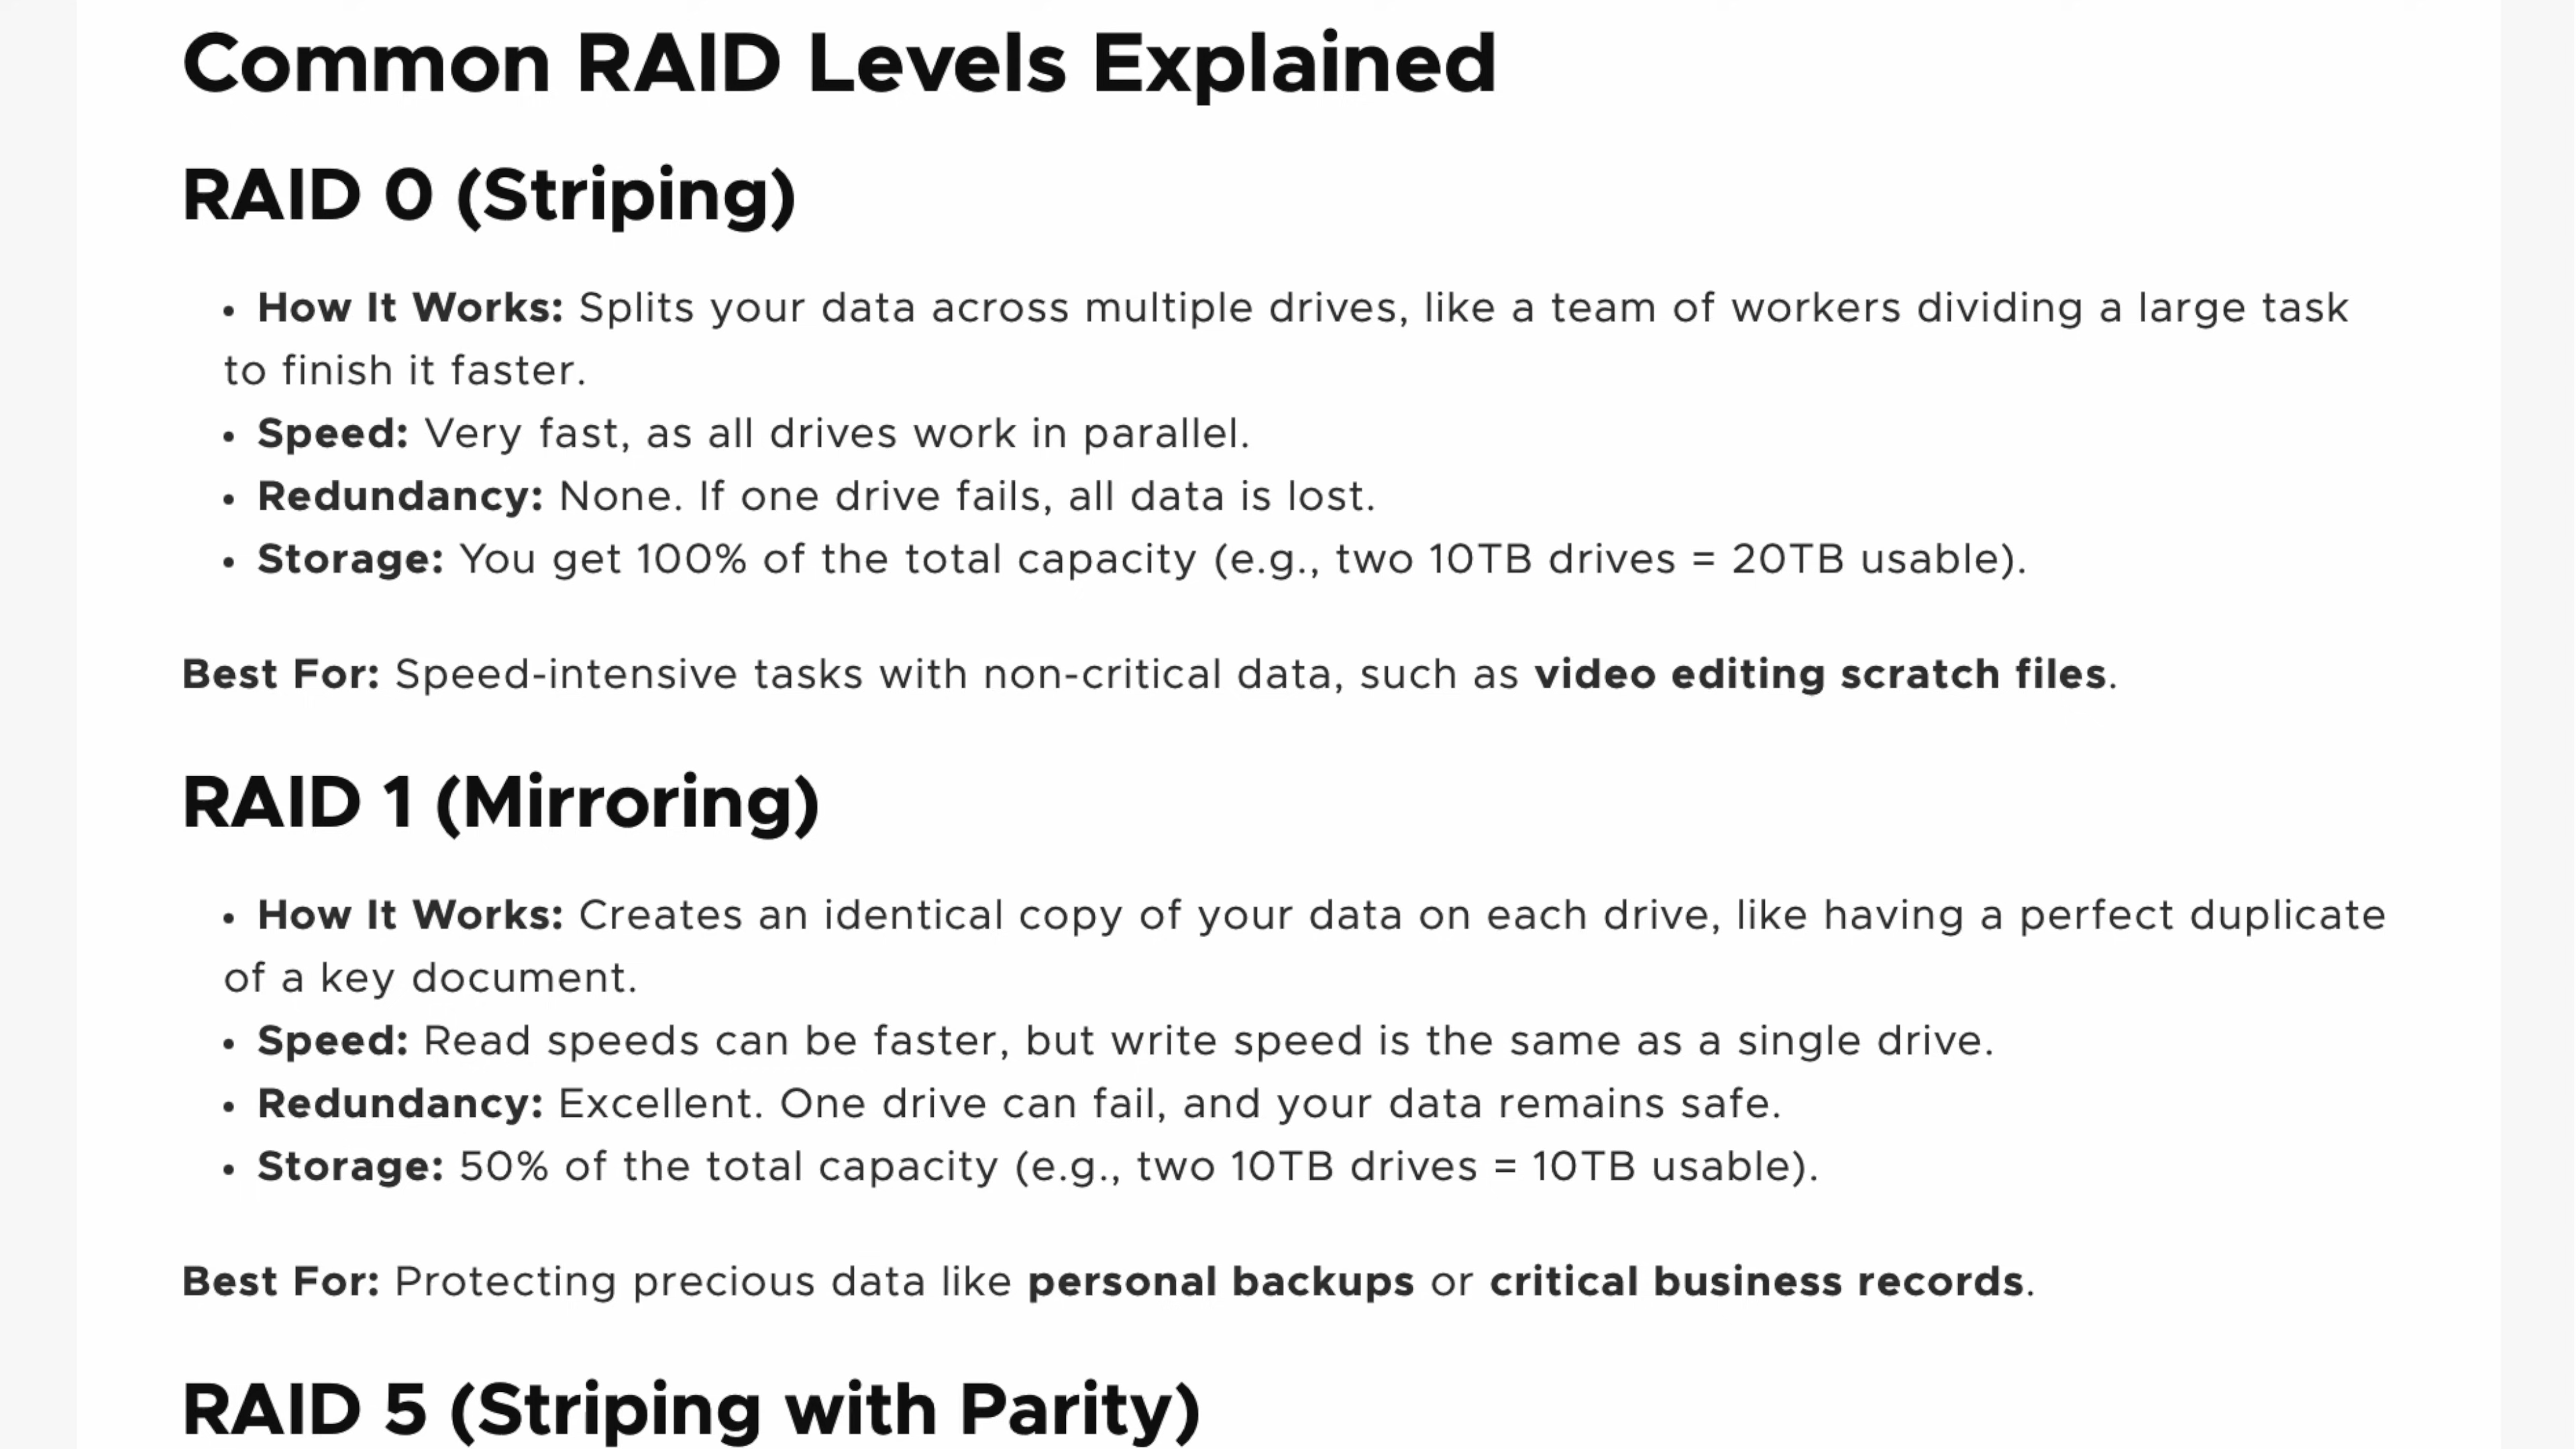 Common RAID Levels Explained
RAID 0 (Striping)
• How It Works: Splits your data across multiple drives, like a team of workers dividing a large task
to finish it faster.
• Speed: Very fast, as all drives work in parallel.
• Redundancy: None. If one drive fails, all data is lost.
• Storage: You get 100% of the total capacity (e.g., two 10TB drives = 20TB usable).
Best For: Speed-intensive tasks with non-critical data, such as video editing scratch files.
RAID 1 (Mirroring)
• How It Works: Creates an identical copy of your data on each drive, like having a perfect duplicate
of a key document.
• Speed: Read speeds can be faster, but write speed is the same as a single drive.
• Redundancy: Excellent. One drive can fail, and your data remains safe.
• Storage: 50% of the total capacity (e.g., two 10TB drives = 10TB usable).
Best For: Protecting precious data like personal backups or critical business records.
RAID 5 (Striping with Parity)